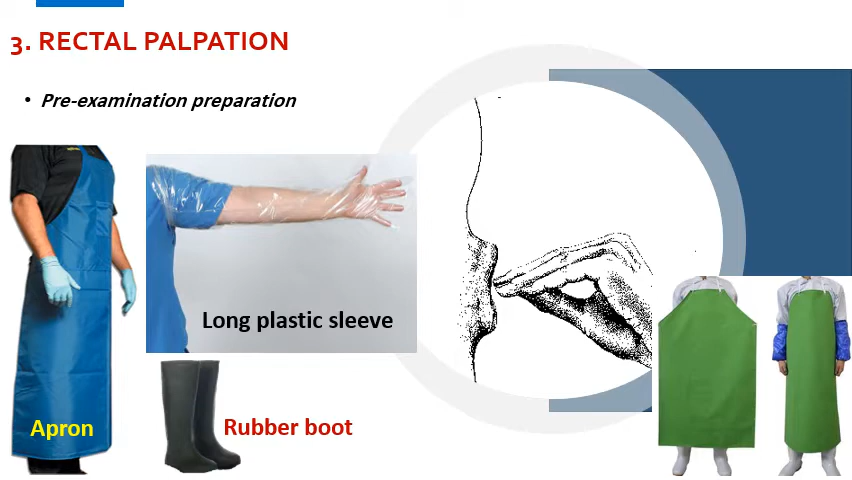 3. RECTAL PALPATION
• Pre-examination preparation
Long plastic sleeve
Apron
Rubber boot